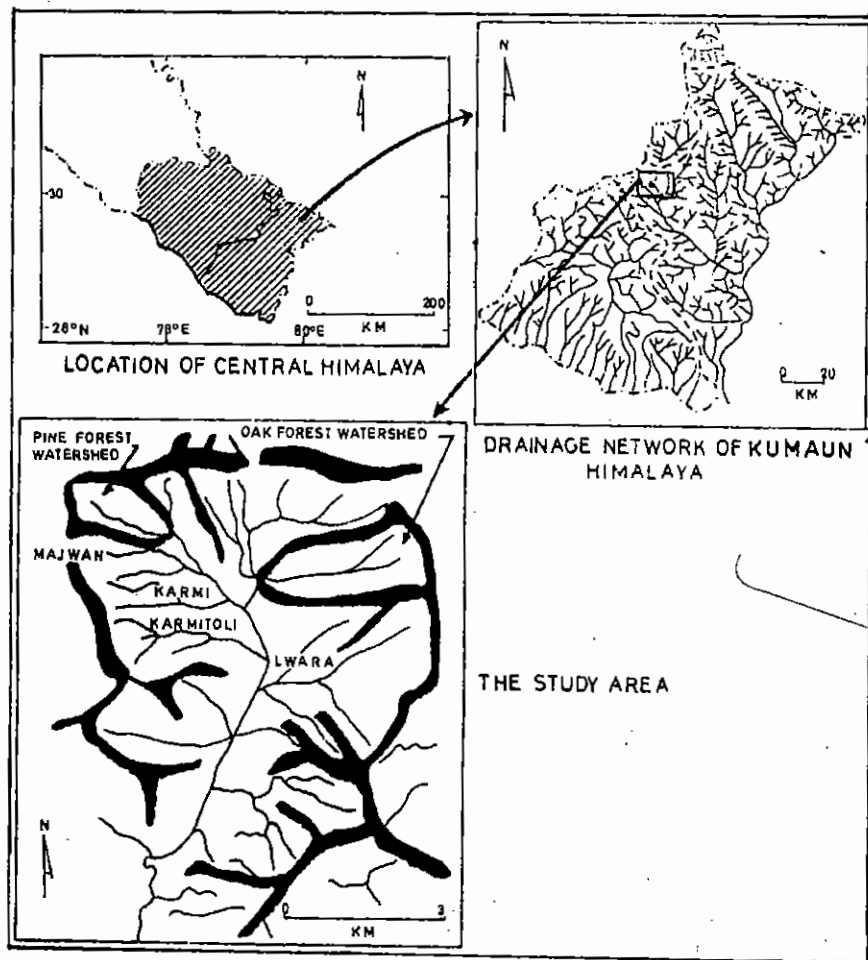 N
30
0 200
KM
28°N
78°E
80°E
LOCATION OF CENTRAL HIMALAYA
N
0 20
KM
DRAINAGE NETWORK OF KUMAUN
HIMALAYA
PINE FOREST
WATERSHED
OAK FOREST WATERSHED
MAJWAN
KARMI
KARMITOLI
LWARA
N
0 3
KM
THE STUDY AREA